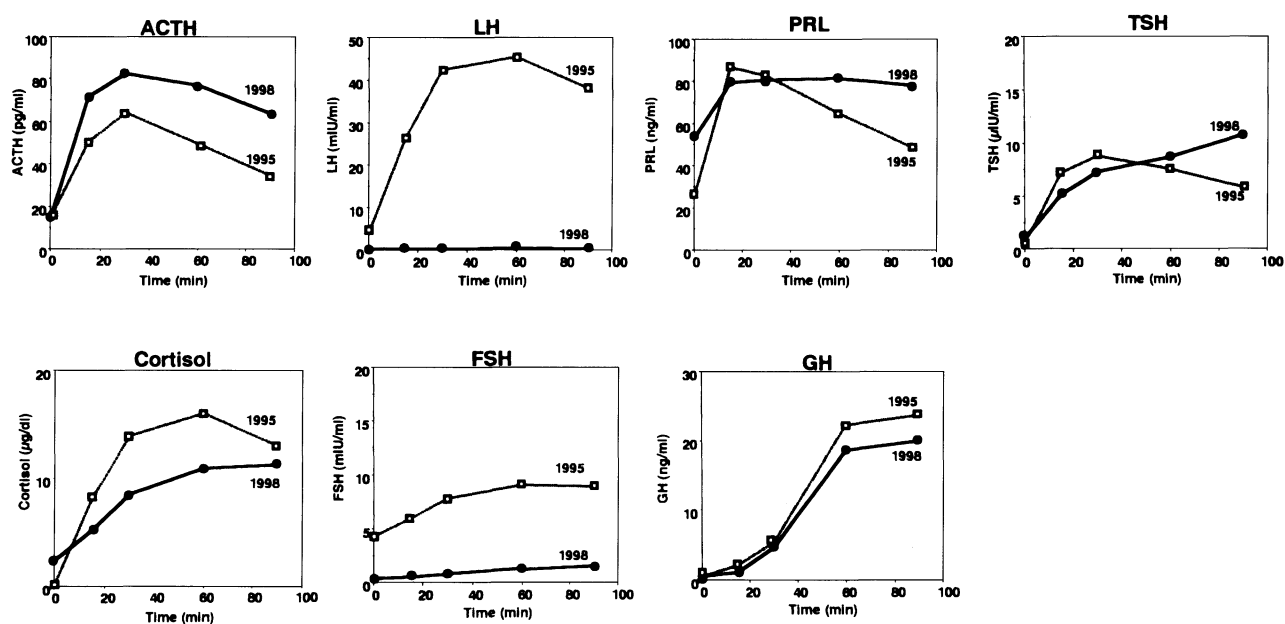 ACTH
100
80
60
40
20
0
ACTH (pg/ml)
1998
1995
0 20 40 60 80 100
Time (min)
LH
50
40
30
20
10
0
LH (mIU/ml)
1995
1998
0 20 40 60 80 100
Time (min)
PRL
100
80
60
40
20
0
PRL (ng/ml)
1998
1995
0 20 40 60 80 100
Time (min)
TSH
20
15
10
5
0
TSH (μIU/ml)
1998
1995
0 20 40 60 80 100
Time (min)
Cortisol
20
10
0
Cortisol (μg/dl)
1995
1998
0 20 40 60 80 100
Time (min)
FSH
20
15
10
5
0
FSH (mIU/ml)
1995
1998
0 20 40 60 80 100
Time (min)
GH
30
20
10
0
GH (ng/ml)
1995
1998
0 20 40 60 80 100
Time (min)